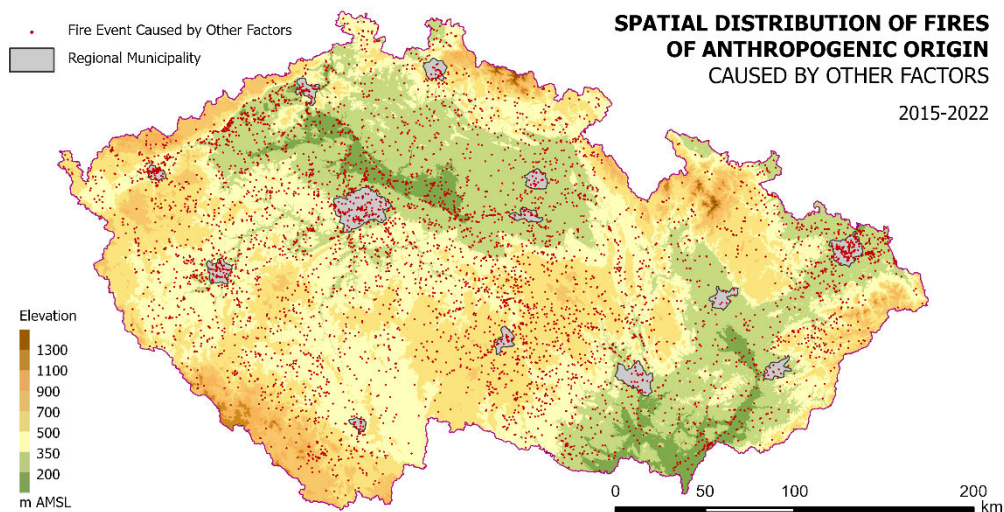 SPATIAL DISTRIBUTION OF FIRES
OF ANTHROPOGENIC ORIGIN
CAUSED BY OTHER FACTORS
2015-2022
Fire Event Caused by Other Factors
Regional Municipality
Elevation
1300
1100
900
700
500
350
200
m AMSL
0 50 100 200
km